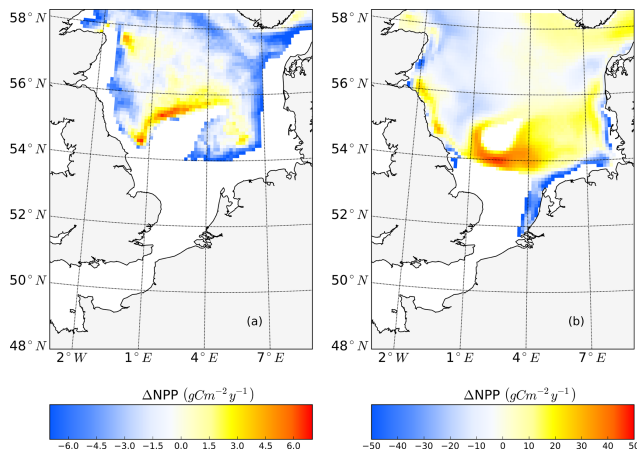 58°N
56°N
54°N
52°N
50°N
48°N
2°W 1°E 4°E 7°E
(a)
58°N
56°N
54°N
52°N
50°N
48°N
2°W 1°E 4°E 7°E
(b)
ΔNPP (gCm⁻²y⁻¹)
−6.0 −4.5 −3.0 −1.5 0.0 1.5 3.0 4.5 6.0
ΔNPP (gCm⁻²y⁻¹)
−50 −40 −30 −20 −10 0 10 20 30 40 50